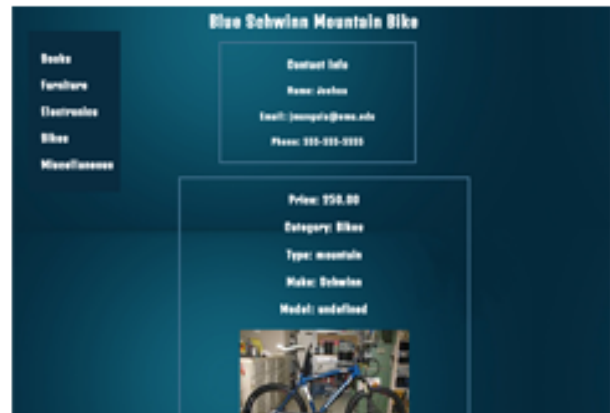 Blue Schwinn Mountain Bike
Books
Furniture
Electronics
Bikes
Miscellaneous
Contact Info
Name: Joshua
Email:
Phone: 555-555-5555
Price: 250.00
Category: Bikes
Type: mountain
Make: Schwinn
Model: undefined